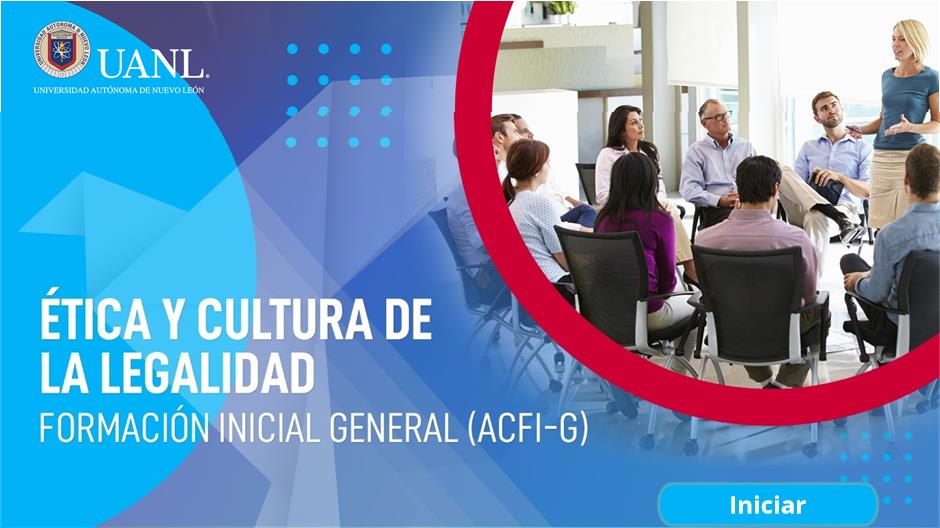 UANL®
UNIVERSIDAD AUTÓNOMA DE NUEVO LEÓN
ÉTICA Y CULTURA DE
LA LEGALIDAD
FORMACIÓN INICIAL GENERAL (ACFI-G)
Iniciar